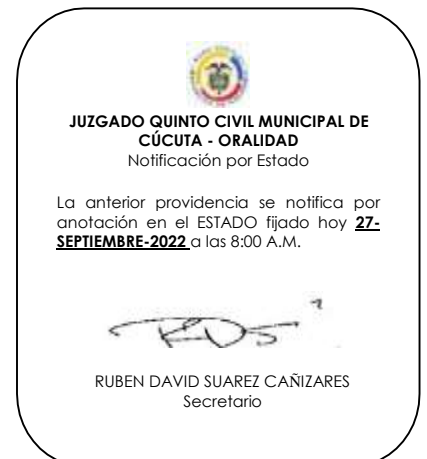 JUZGADO QUINTO CIVIL MUNICIPAL DE
CÚCUTA - ORALIDAD
Notificación por Estado
La anterior providencia se notifica por
anotación en el ESTADO fijado hoy 27-
SEPTIEMBRE-2022 a las 8:00 A.M.
RUBEN DAVID SUAREZ CAÑIZARES
Secretario